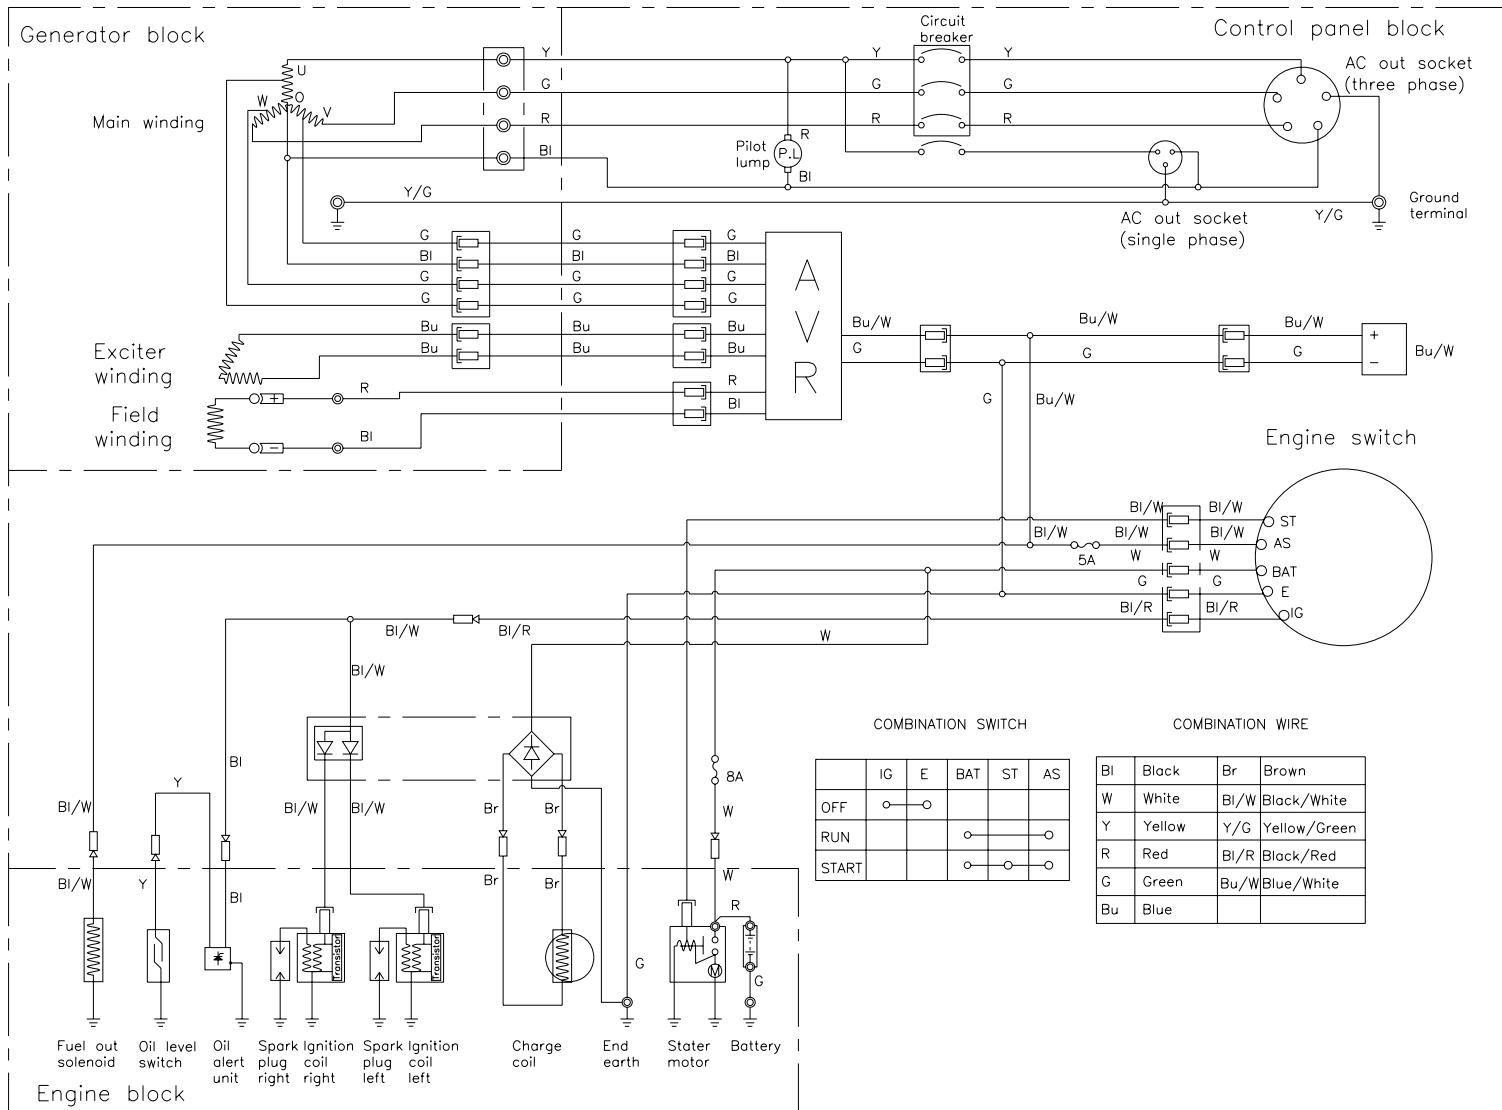 Generator block
Control panel block
Circuit
breaker
AC out socket
(three phase)
U
O
W
V
Main winding
Y
Y
Y
G
G
G
R
R
R
Bl
Pilot
lump
R
P.L
Bl
Y/G
Y/G
Ground
terminal
AC out socket
(single phase)
G
G
G
Bl
Bl
Bl
G
G
G
G
G
G
Bu
Bu
Bu
Bu
Bu
Bu
A
V
R
Bu/W
Bu/W
Bu/W
+
G
G
G
−
Bu/W
Exciter
winding
R
R
+
Field
winding
Bl
Bl
−
G
Bu/W
Engine switch
Bl/W
Bl/W
ST
Bl/W
Bl/W
Bl/W
AS
5A
W
W
BAT
G
G
E
Bl/R
Bl/R
IG
Bl/W
Bl/R
W
Bl/W
Bl
Y
8A
Bl/W
Bl/W
Bl/W
Br
Br
W
Bl/W
Y
Bl
Br
Br
W
R
Transistor
Transistor
M
G
G
Fuel out
solenoid
Oil level
switch
Oil
alert
unit
Spark
plug
right
Ignition
coil
right
Spark
plug
left
Ignition
coil
left
Charge
coil
End
earth
Stater
motor
Battery
Engine block
COMBINATION SWITCH
IG E BAT ST AS
OFF
RUN
START
COMBINATION WIRE
Bl Black Br Brown
W White Bl/W Black/White
Y Yellow Y/G Yellow/Green
R Red Bl/R Black/Red
G Green Bu/W Blue/White
Bu Blue